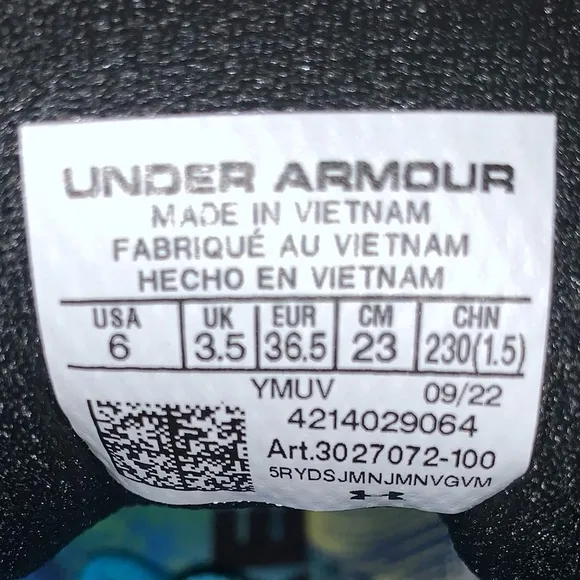 UNDER ARMOUR
MADE IN VIETNAM
FABRIQUÉ AU VIETNAM
HECHO EN VIETNAM
USA UK EUR CM CHN
6 3.5 36.5 23 230(1.5)
YMUV 09/22
4214029064
Art.3027072-100
5RYDSJMNJMNVGVM